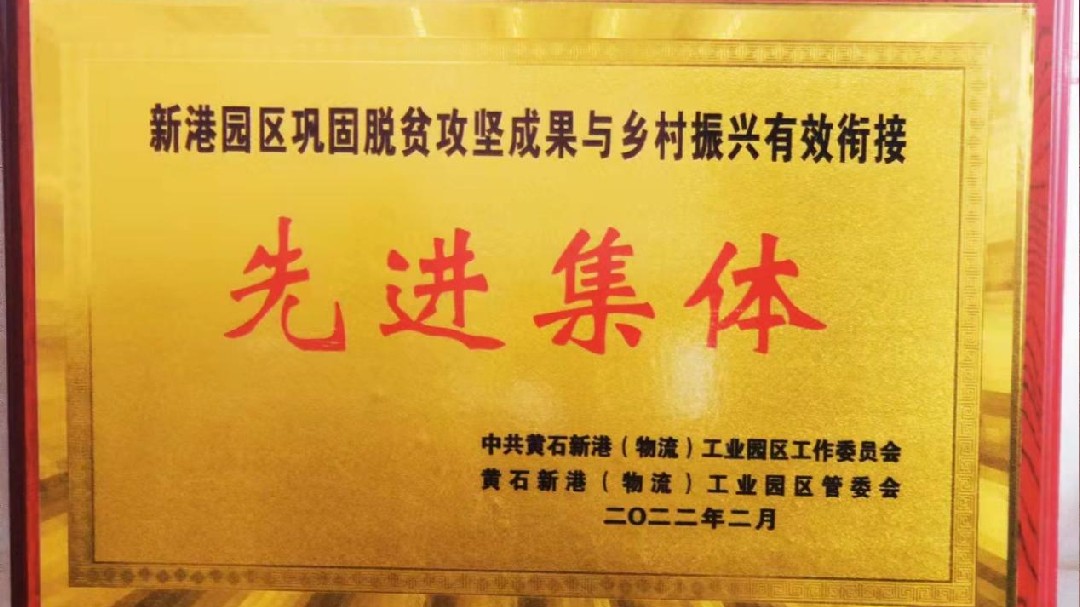 新港园区巩固脱贫攻坚成果与乡村振兴有效衔接
先进集体
中共黄石新港（物流）工业园区工作委员会
黄石新港（物流）工业园区管委会
二〇二二年二月